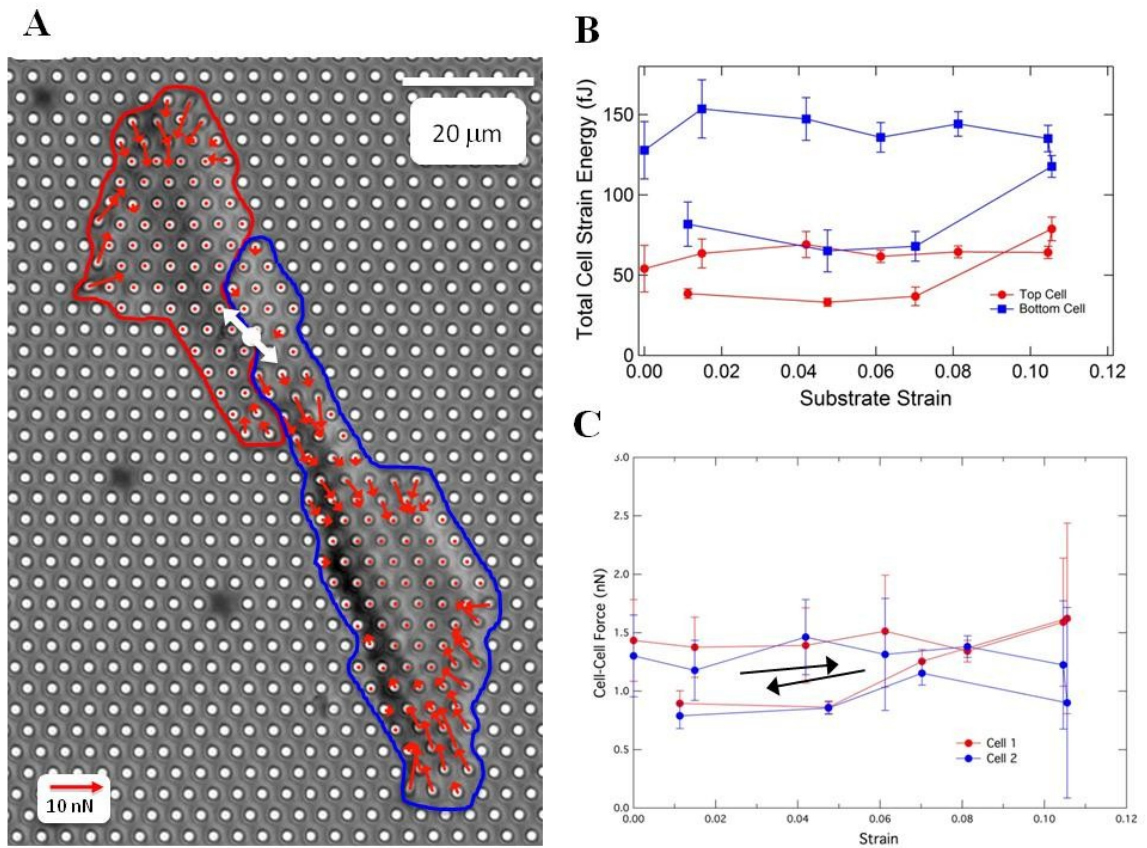 A
20 μm
10 nN
B
Total Cell Strain Energy (fJ)
150
100
50
0
0.00 0.02 0.04 0.06 0.08 0.10 0.12
Substrate Strain
Top Cell
Bottom Cell
C
Cell-Cell Force (nN)
3.0
2.5
2.0
1.5
1.0
0.5
0.0
0.00 0.02 0.04 0.06 0.08 0.10 0.12
Strain
Cell 1
Cell 2